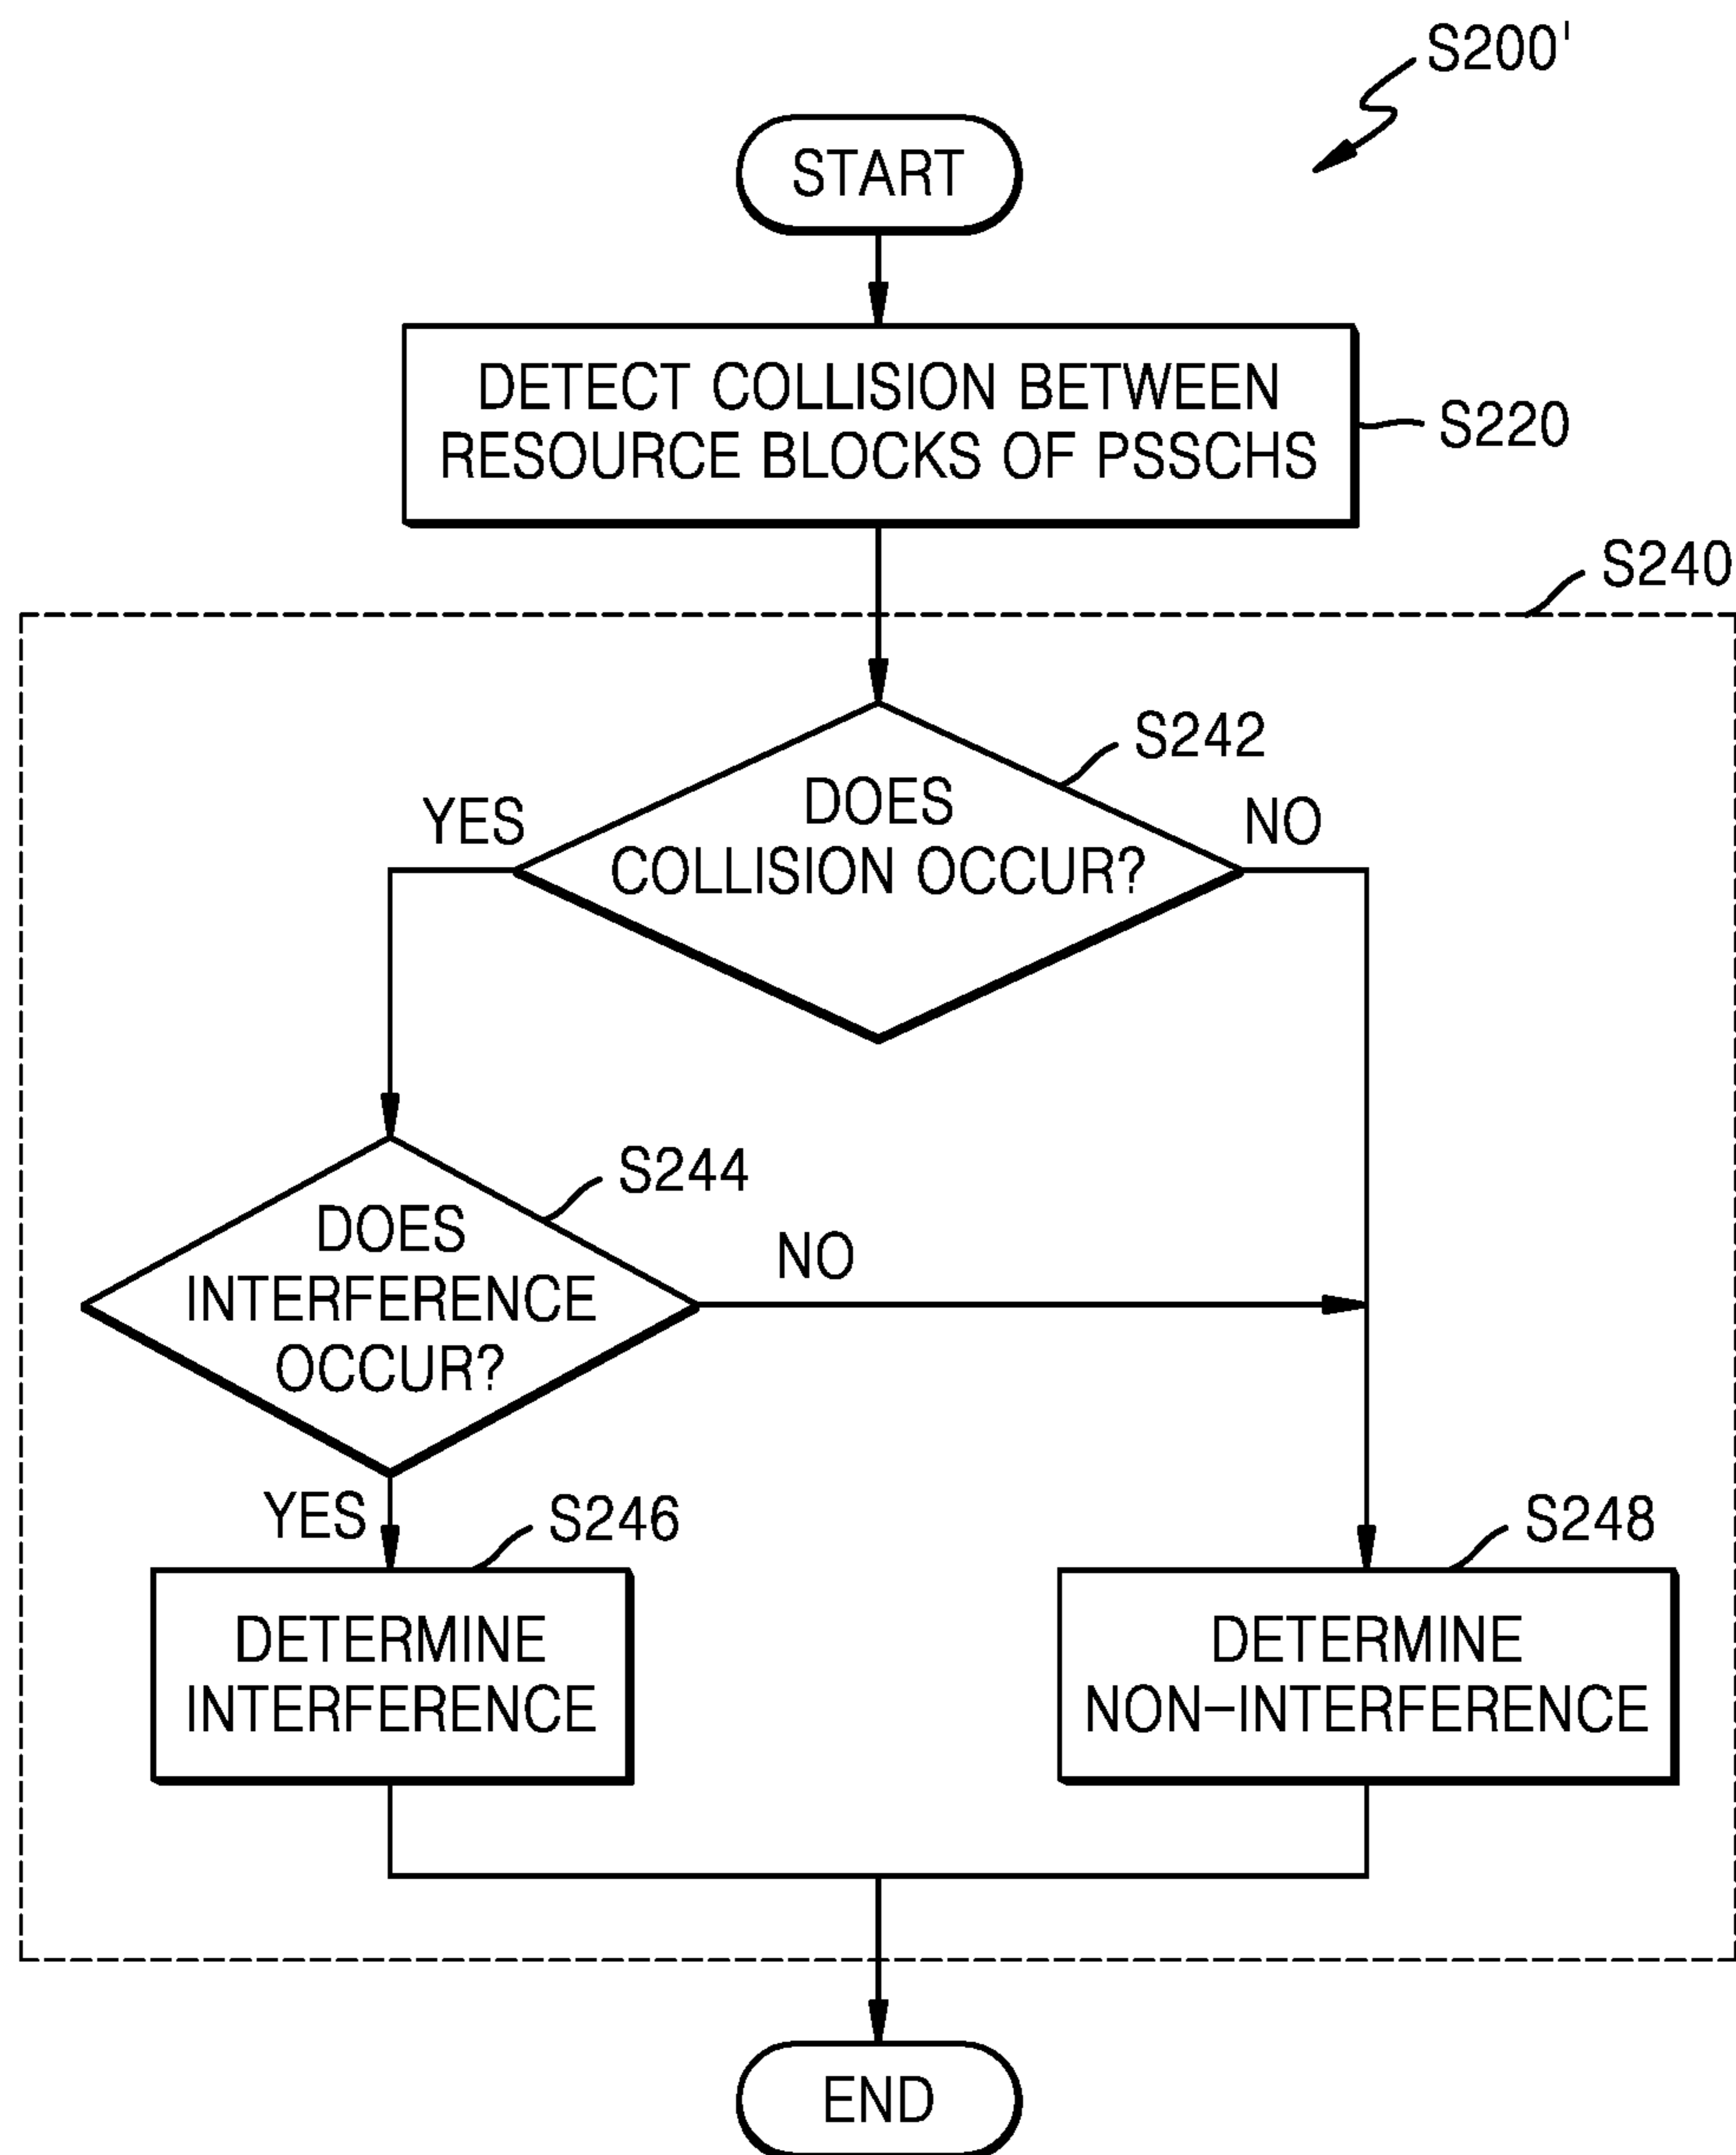 S200'
START
DETECT COLLISION BETWEEN
RESOURCE BLOCKS OF PSSCHS
S220
S240
S242
DOES
COLLISION OCCUR?
YES
NO
S244
DOES
INTERFERENCE
OCCUR?
NO
YES
S246
S248
DETERMINE
INTERFERENCE
DETERMINE
NON-INTERFERENCE
END